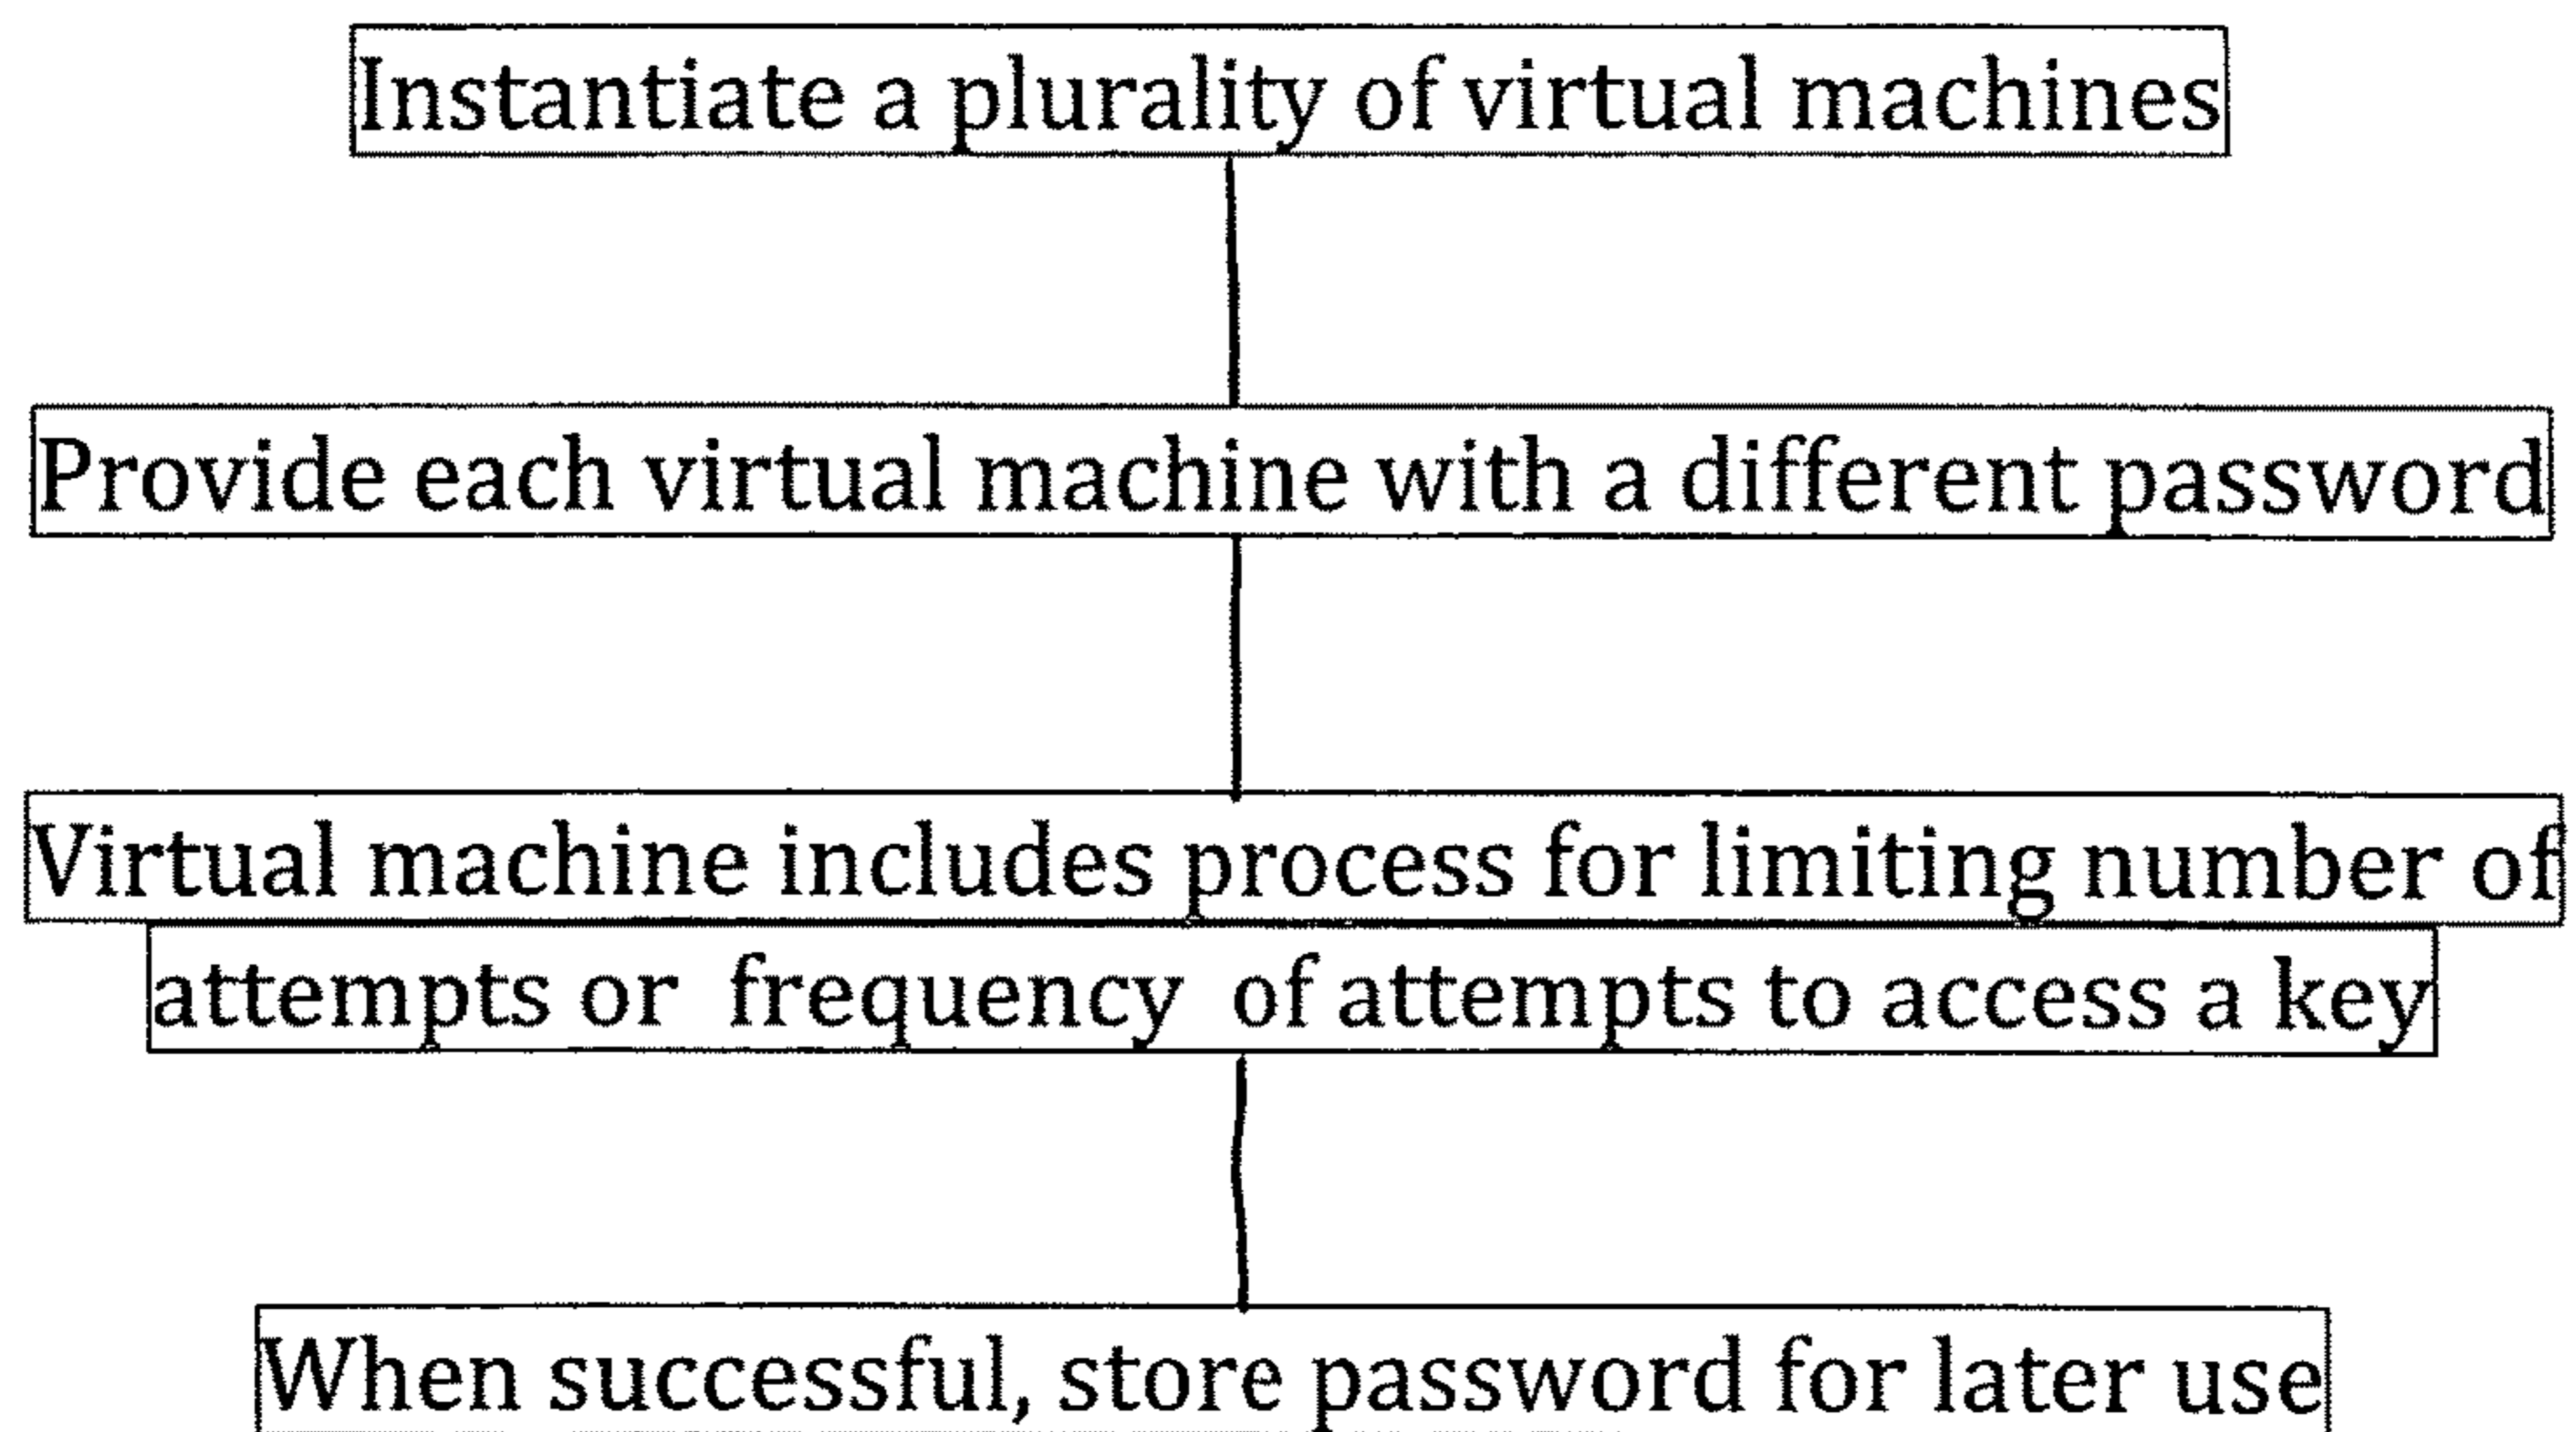 Instantiate a plurality of virtual machines
Provide each virtual machine with a different password
Virtual machine includes process for limiting number of
attempts or frequency of attempts to access a key
When successful, store password for later use